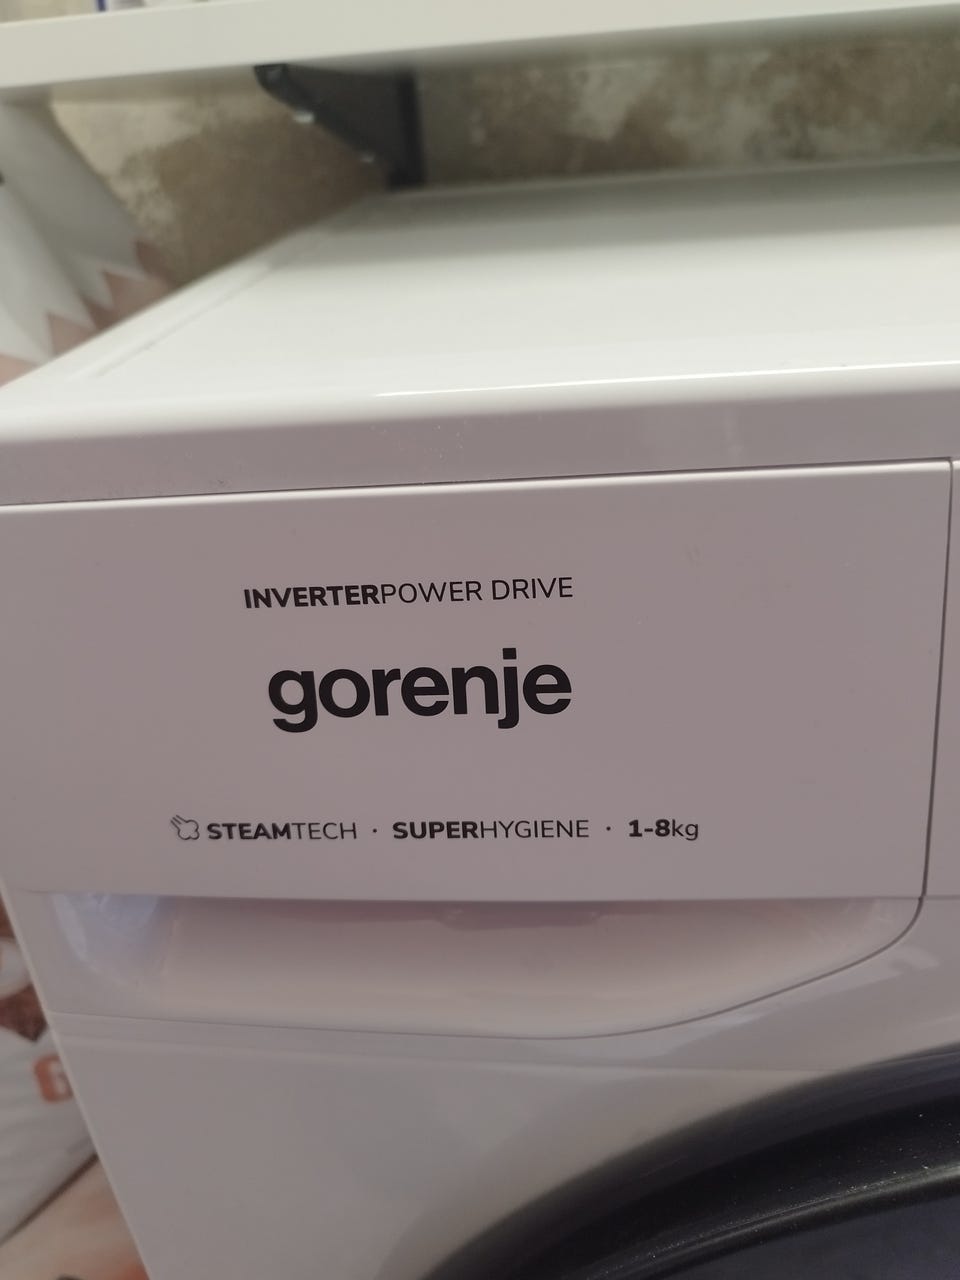 INVERTERPOWER DRIVE
gorenje
STEAMTECH · SUPERHYGIENE · 1-8kg